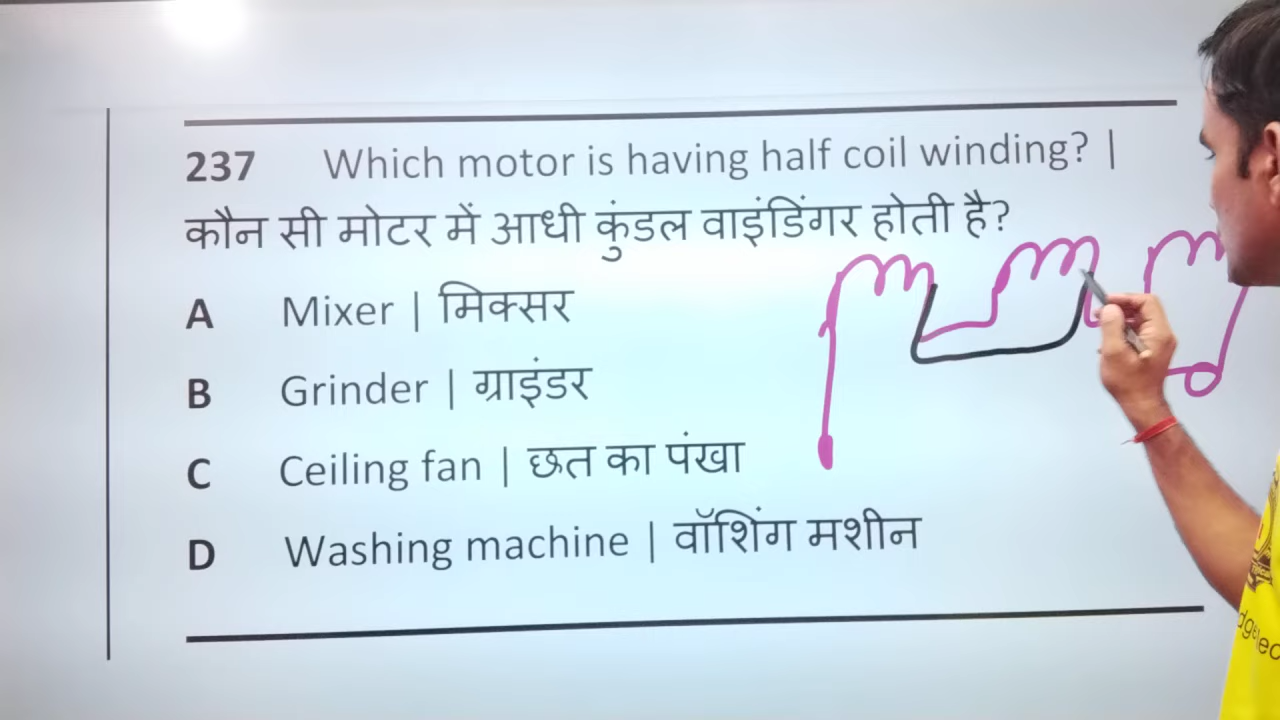 237 Which motor is having half coil winding? |
कौन सी मोटर में आधी कुंडल वाइंडिंगर होती है?
A Mixer | मिक्सर
B Grinder | ग्राइंडर
C Ceiling fan | छत का पंखा
D Washing machine | वॉशिंग मशीन